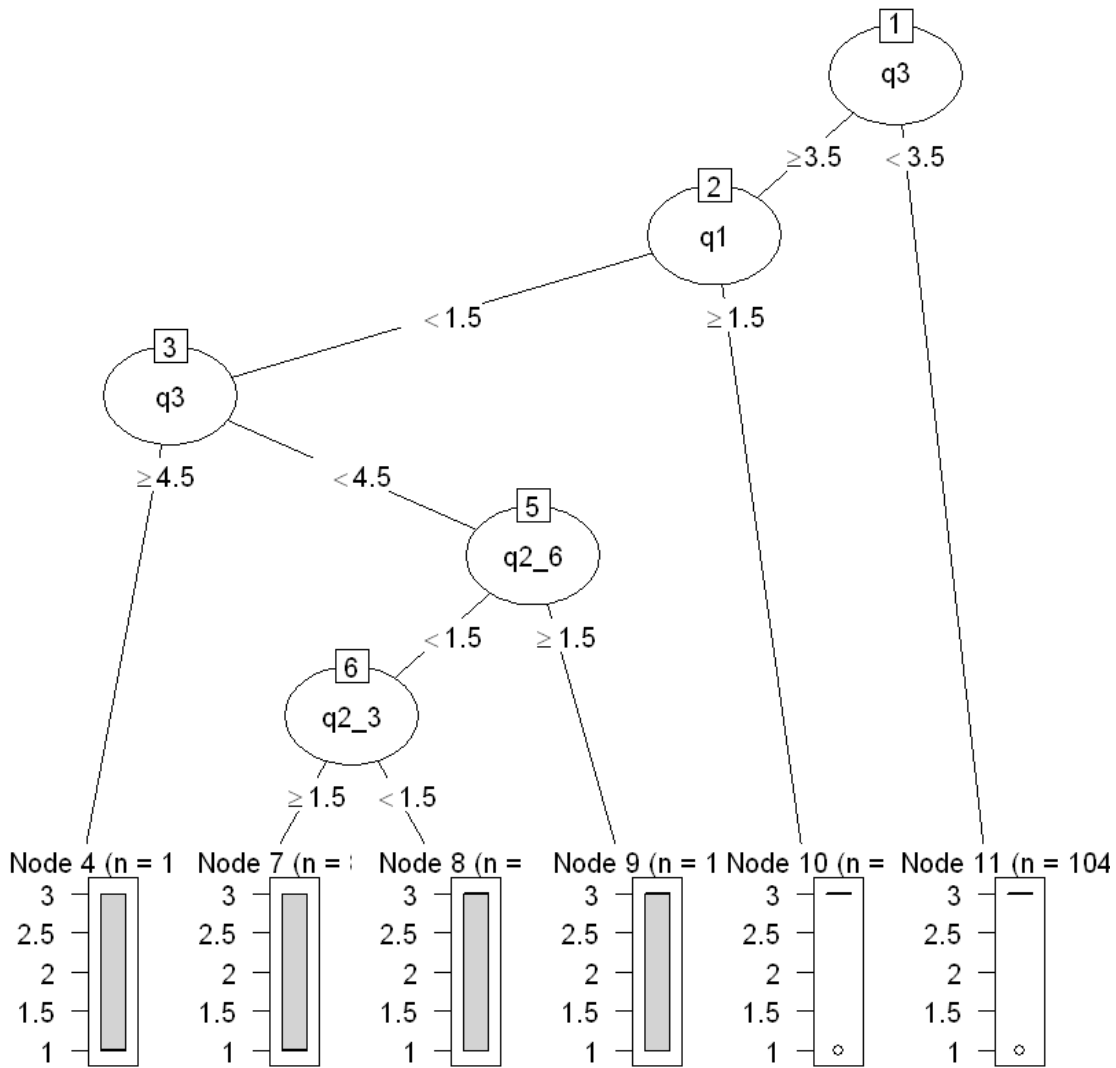 1
q3
≥3.5 <3.5
2
q1
<1.5 ≥1.5
3
q3
≥4.5 <4.5
5
q2_6
<1.5 ≥1.5
6
q2_3
≥1.5 <1.5
Node 4 (n = 1 Node 7 (n = Node 8 (n = Node 9 (n = 1 Node 10 (n = Node 11 (n = 104
3 3 3 3 3 3
2.5 2.5 2.5 2.5 2.5 2.5
2 2 2 2 2 2
1.5 1.5 1.5 1.5 1.5 1.5
1 1 1 1 1 1